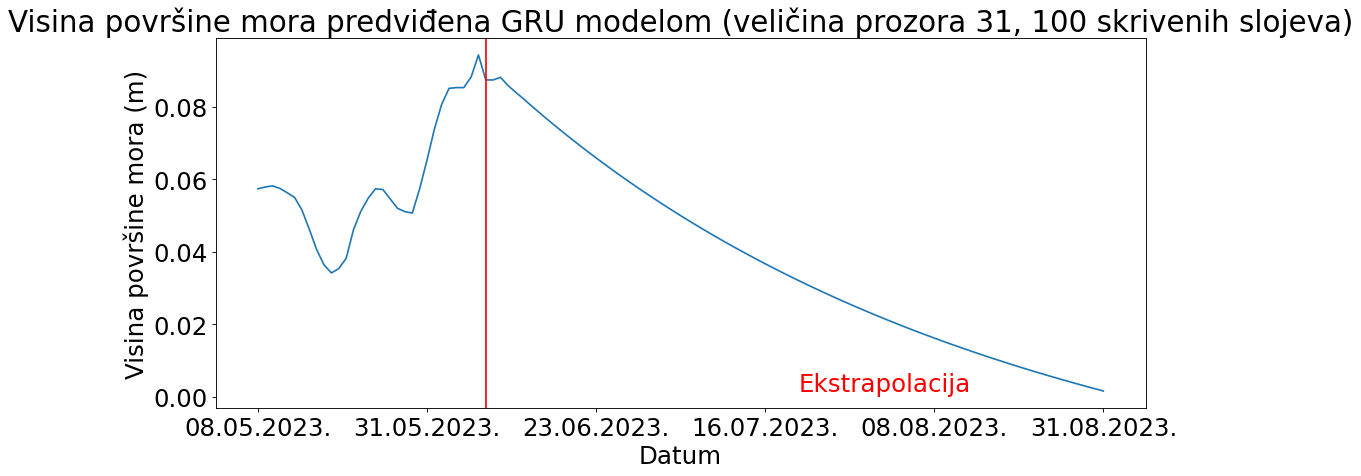 Visina površine mora predviđena GRU modelom (veličina prozora 31, 100 skrivenih slojeva)
Visina površine mora (m)
0.08
0.06
0.04
0.02
0.00
Ekstrapolacija
08.05.2023. 31.05.2023. 23.06.2023. 16.07.2023. 08.08.2023. 31.08.2023.
Datum